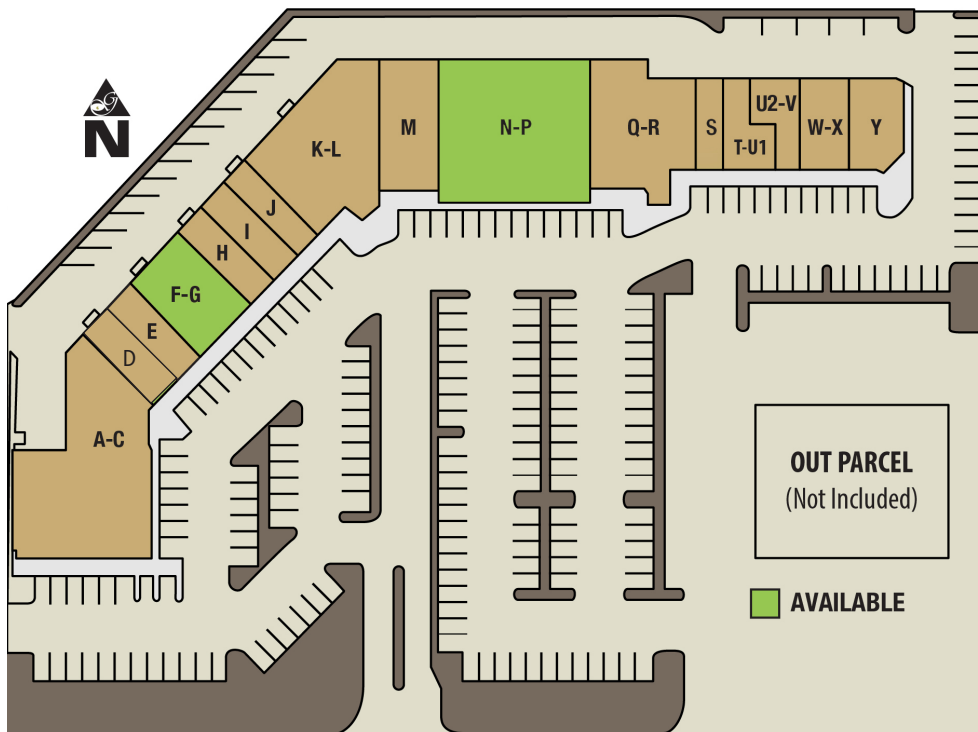 N
K-L
M
N-P
Q-R
S
T-U1
U2-V
W-X
Y
J
I
H
F-G
E
D
A-C
OUT PARCEL
(Not Included)
AVAILABLE